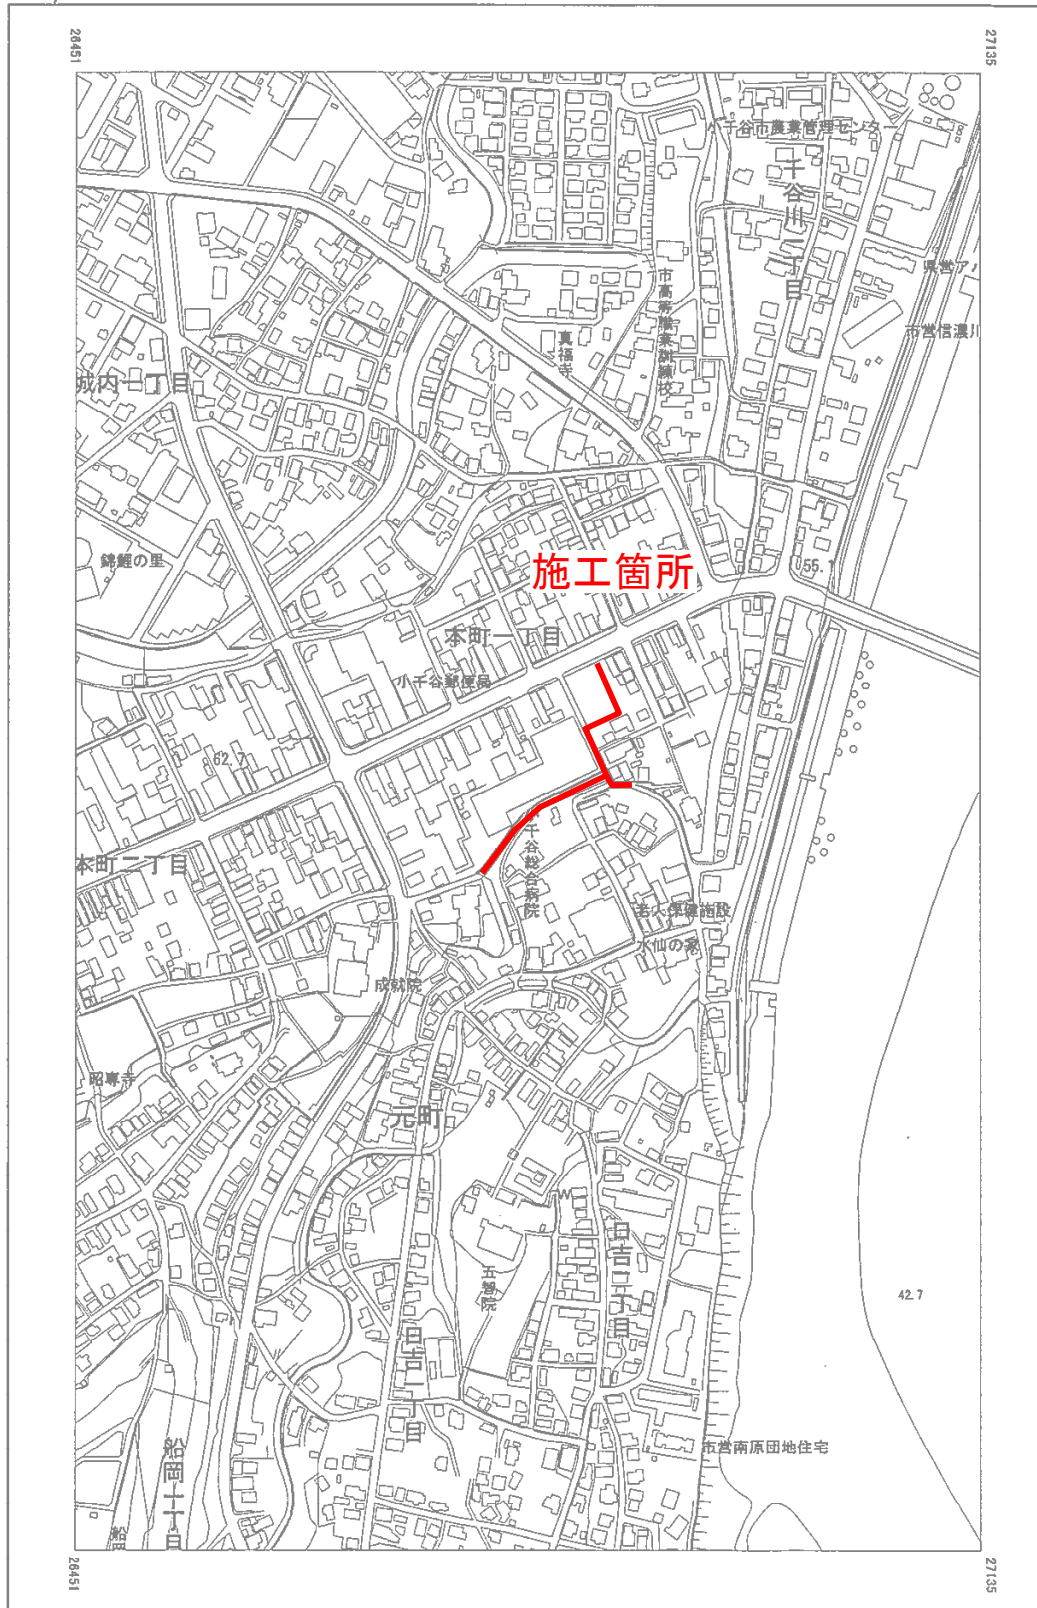 26451
27135
小千谷市農業管理センター
千谷川一丁目
県営アパ
市営信濃川
市高等職業訓練校
真福寺
城内一丁目
錦鯉の里
施工箇所
55.1
本町一丁目
小千谷郵便局
62.7
本町二丁目
小千谷総合病院
老人保健施設
水仙の家
成就院
昭専寺
元町
W
日吉二丁目
五智院
42.7
日吉一丁目
市営南原団地住宅
船岡一丁目
船岡
26451
27135